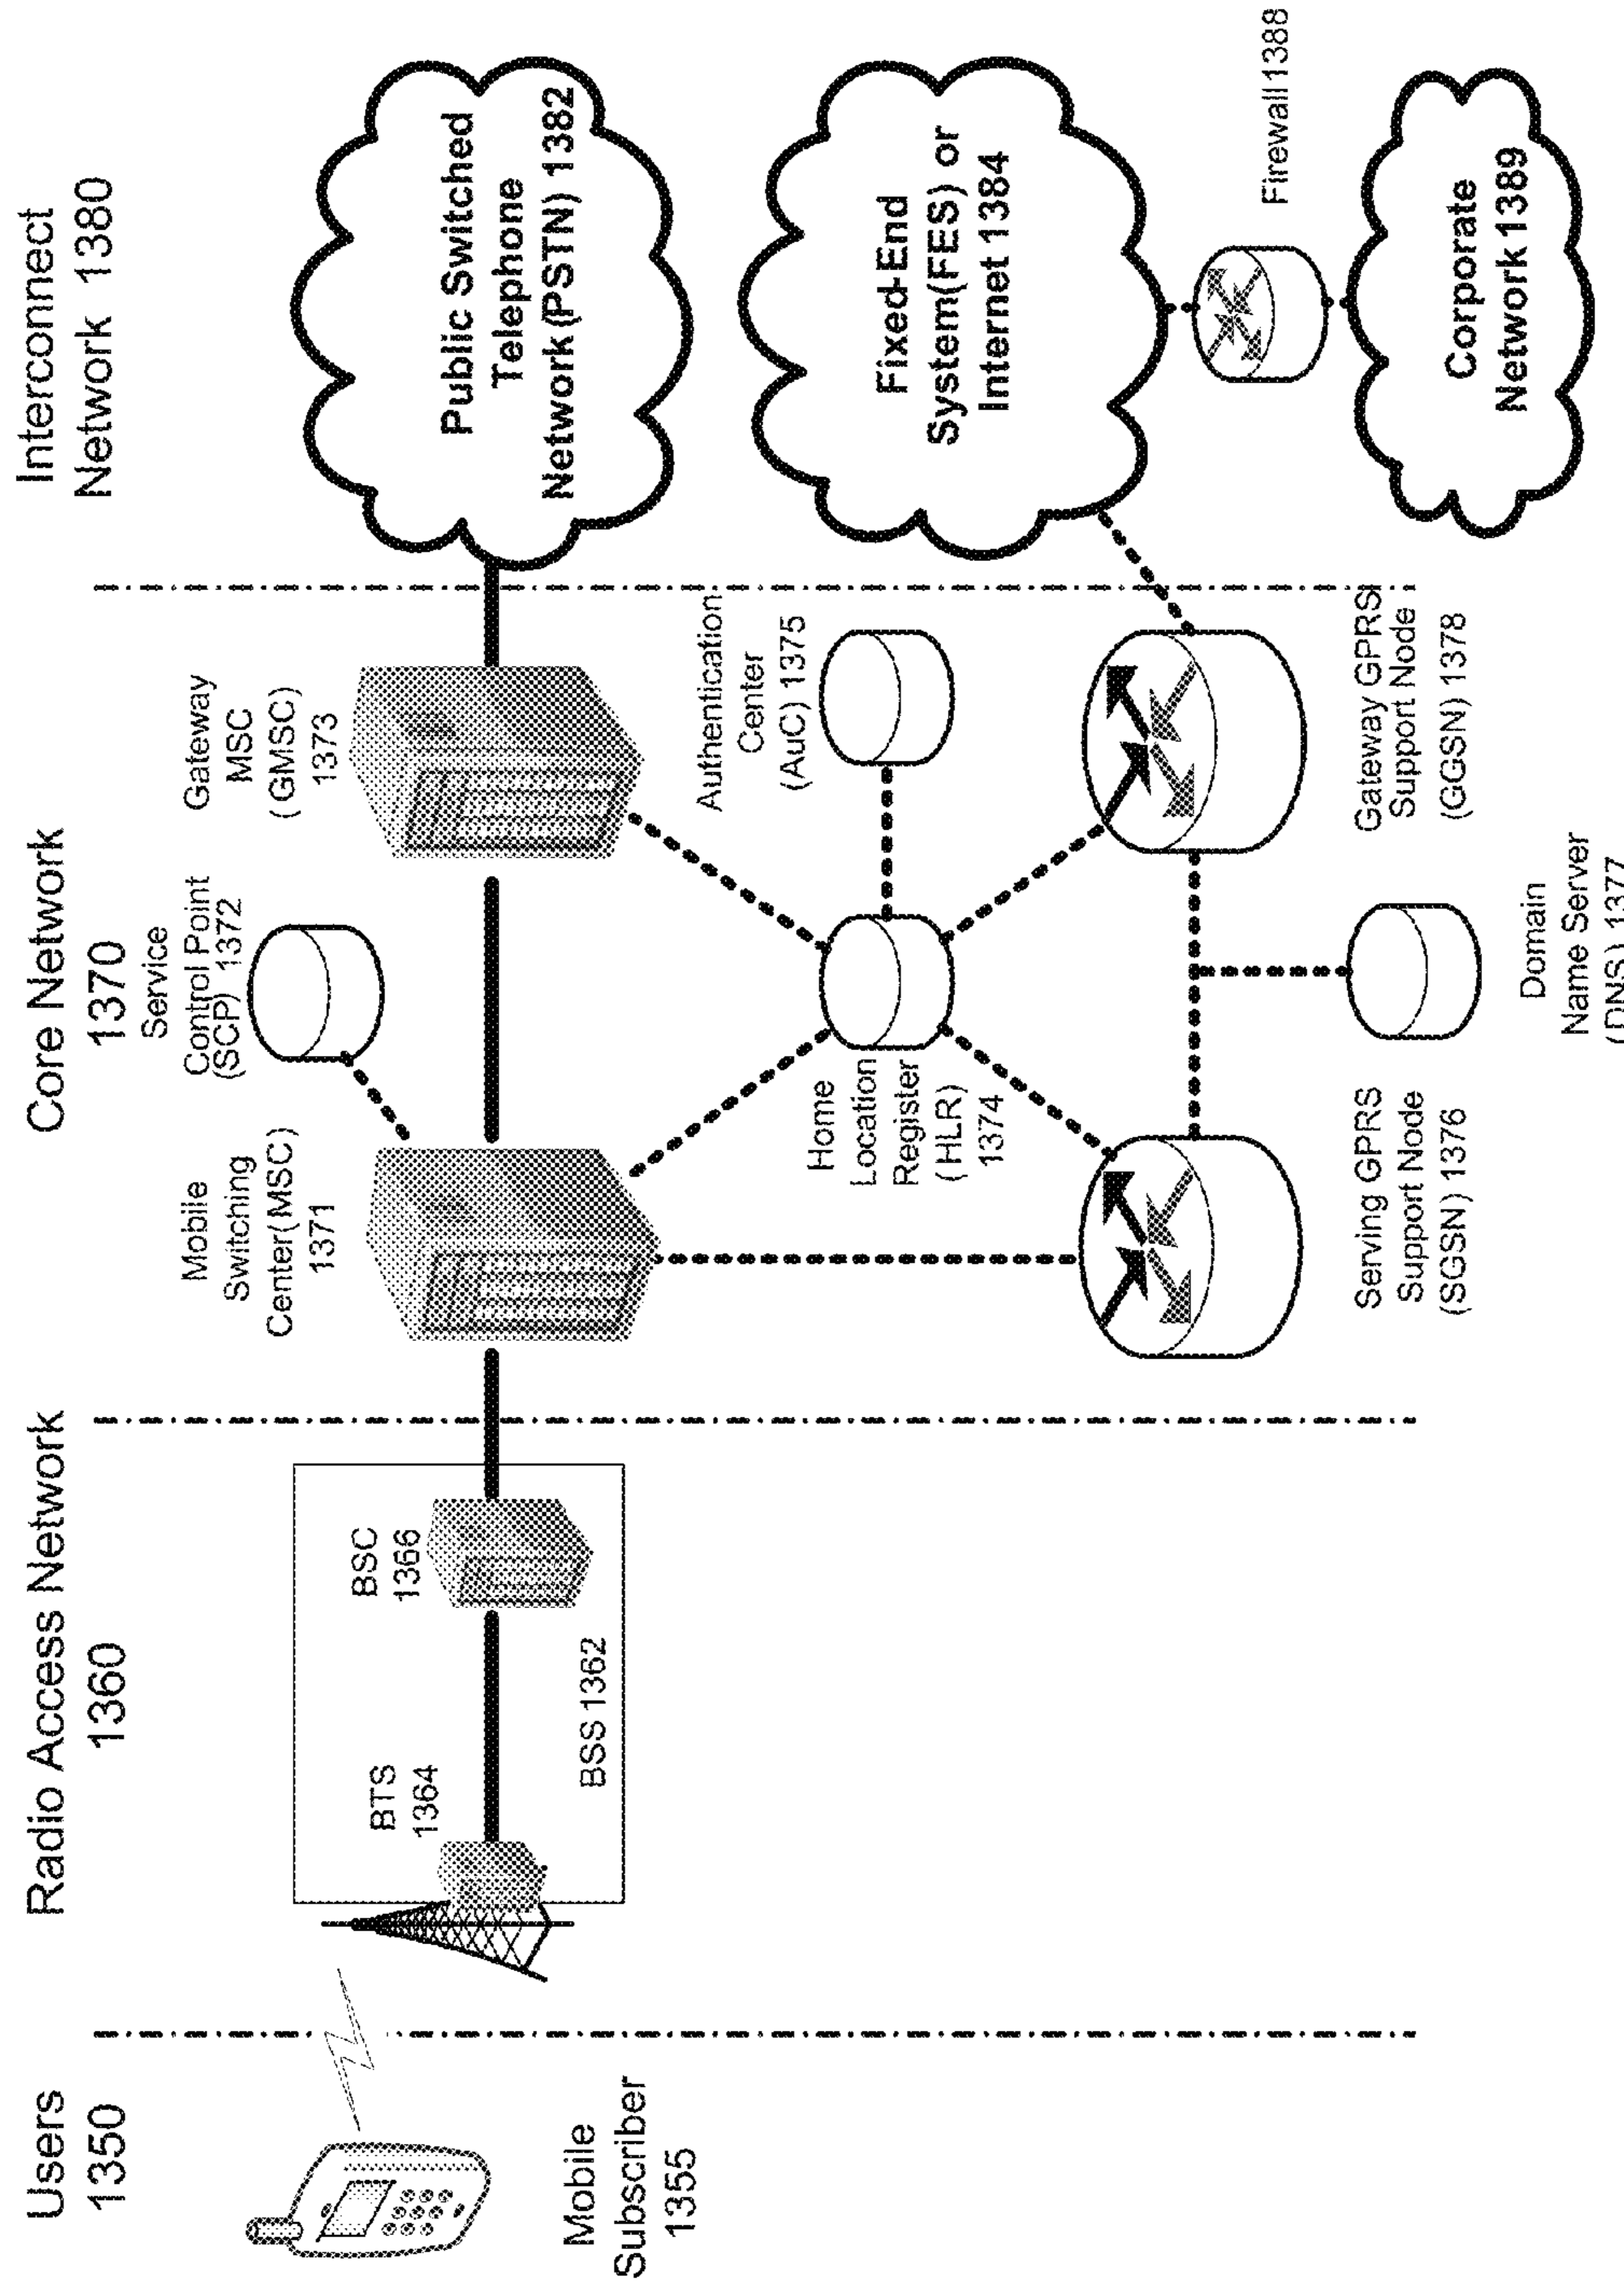 Users
1350
Radio Access Network
1360
Core Network
1370
Interconnect
Network 1380
Mobile
Subscriber
1355
BTS
1364
BSC
1366
BSS 1362
Mobile
Switching
Center(MSC)
1371
Service
Control Point
(SCP) 1372
Gateway
MSC
(GMSC)
1373
Home
Location
Register
(HLR)
1374
Authentication
Center
(AuC) 1375
Serving GPRS
Support Node
(SGSN) 1376
Domain
Name Server
(DNS) 1377
Gateway GPRS
Support Node
(GGSN) 1378
Public Switched
Telephone
Network (PSTN) 1382
Fixed-End
System(FES) or
Internet 1384
Firewall 1388
Corporate
Network 1389